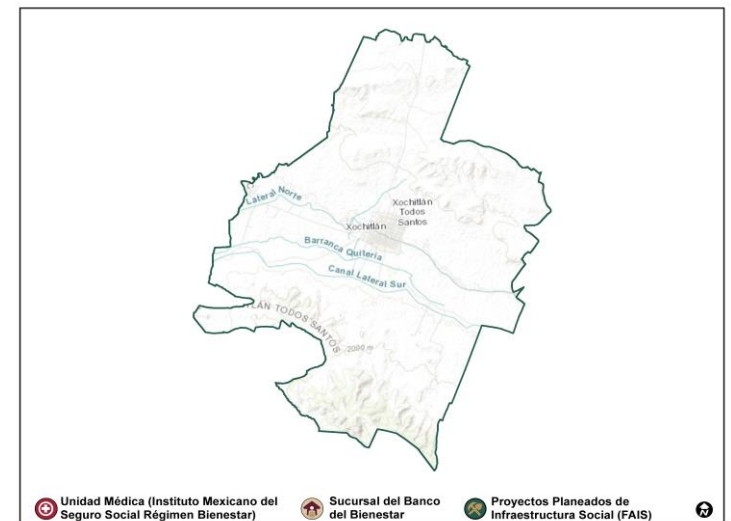 Lateral Norte
Xochitlán
Todos
Santos
Xochitlán
Barranca Quiteria
Canal Lateral Sur
TLÁN TODOS SANTOS
2000 m
Unidad Médica (Instituto Mexicano del
Seguro Social Régimen Bienestar)
Sucursal del Banco
del Bienestar
Proyectos Planeados de
Infraestructura Social (FAIS)
N